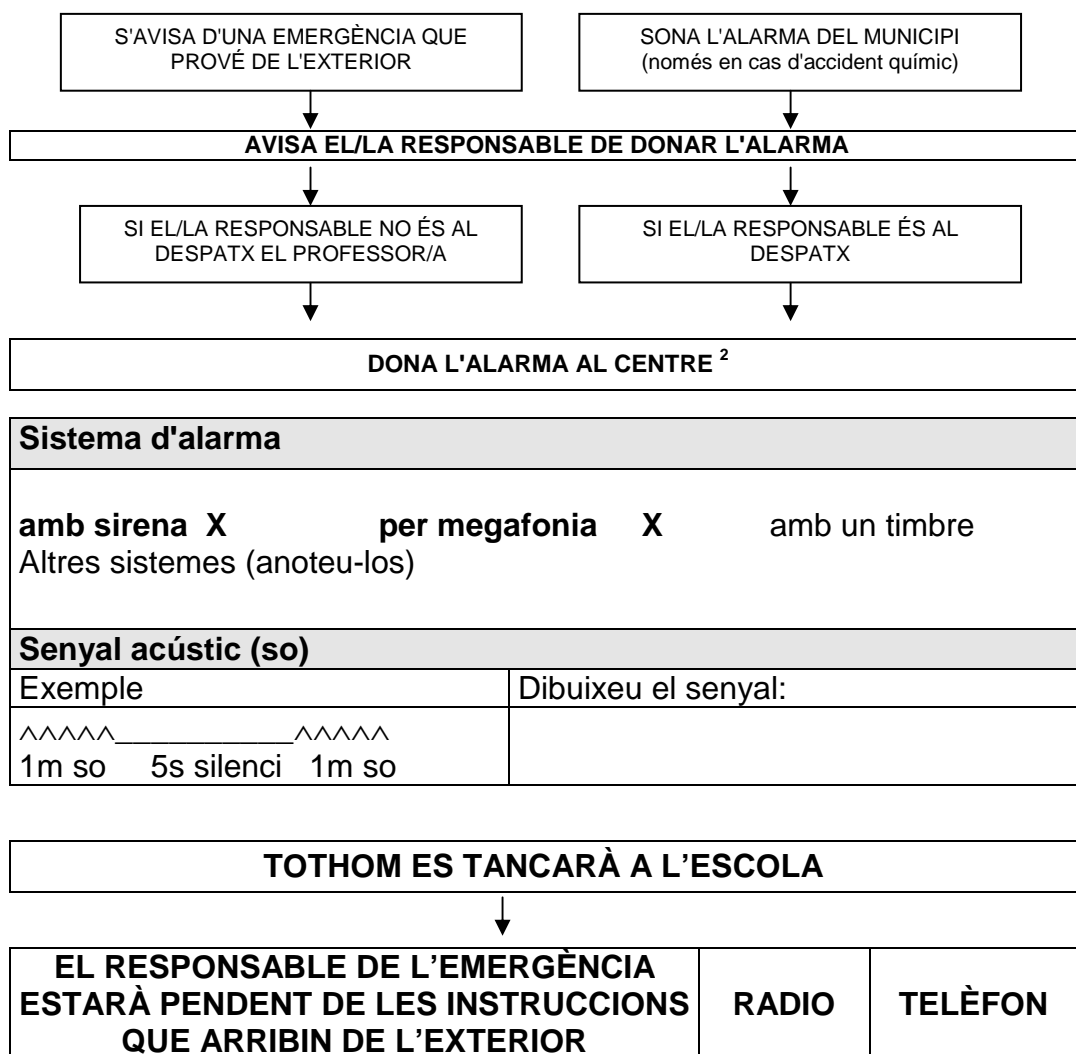 S'AVISA D'UNA EMERGÈNCIA QUE
PROVÉ DE L'EXTERIOR
SONA L'ALARMA DEL MUNICIPI
(només en cas d'accident químic)
AVISA EL/LA RESPONSABLE DE DONAR L'ALARMA
SI EL/LA RESPONSABLE NO ÉS AL
DESPATX EL PROFESSOR/A
SI EL/LA RESPONSABLE ÉS AL
DESPATX
DONA L'ALARMA AL CENTRE ²
Sistema d'alarma
amb sirena X per megafonia X amb un timbre
Altres sistemes (anoteu-los)
Senyal acústic (so)
Exemple
Dibuixeu el senyal:
^^^^^__________^^^^^
1m so 5s silenci 1m so
TOTHOM ES TANCARÀ A L’ESCOLA
EL RESPONSABLE DE L’EMERGÈNCIA
ESTARÀ PENDENT DE LES INSTRUCCIONS
QUE ARRIBIN DE L’EXTERIOR
RADIO
TELÈFON